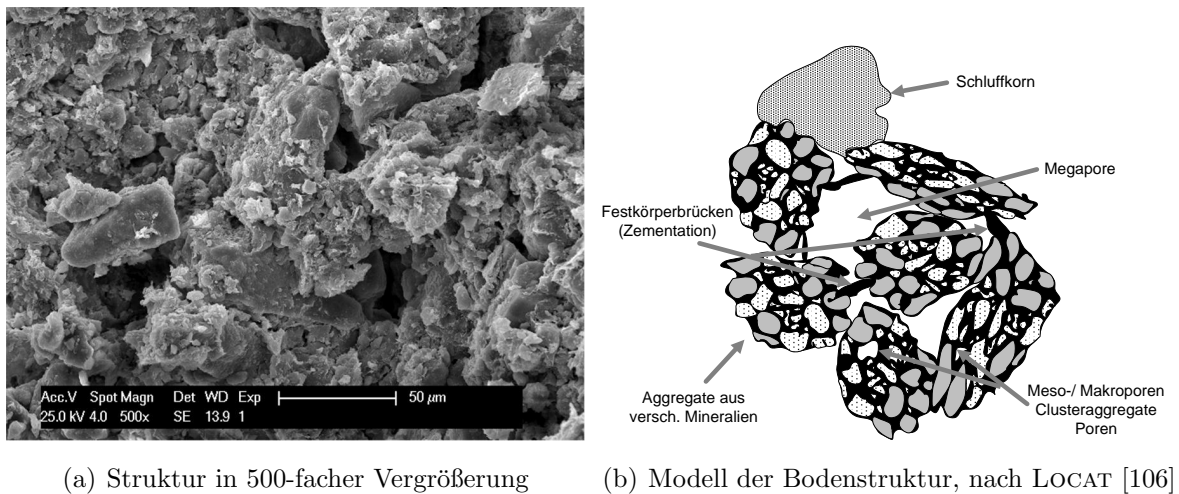 Acc.V Spot Magn Det WD Exp 50 µm
25.0 kV 4.0 500x SE 13.9 1
Schluffkorn
Megapore
Festkörperbrücken
(Zementation)
Aggregate aus
versch. Mineralien
Meso-/ Makroporen
Clusteraggregate
Poren
(a) Struktur in 500-facher Vergrößerung
(b) Modell der Bodenstruktur, nach LOCAT [106]